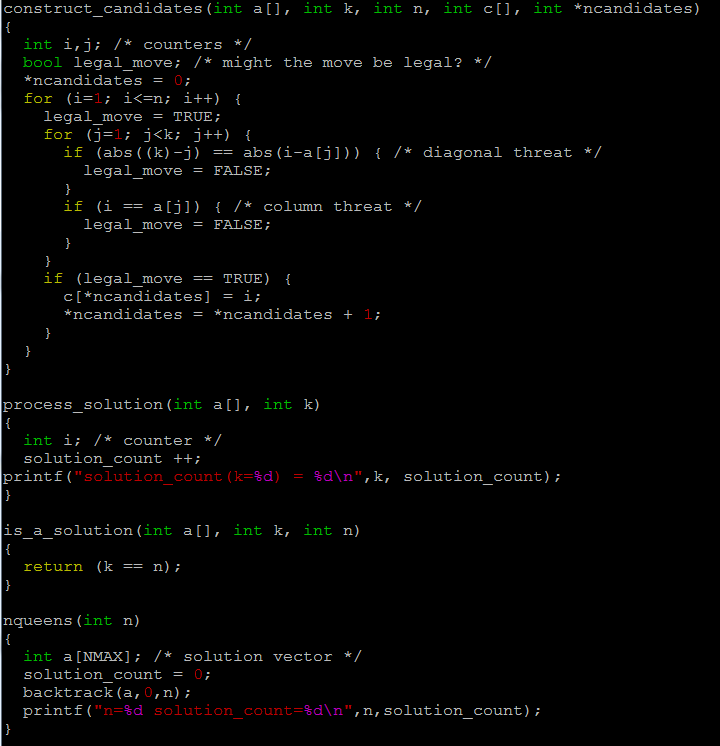 construct_candidates(int a[], int k, int n, int c[], int *ncandidates)
{
  int i,j; /* counters */
  bool legal_move; /* might the move be legal? */
  *ncandidates = 0;
  for (i=1; i<=n; i++) {
    legal_move = TRUE;
    for (j=1; j<k; j++) {
      if (abs((k)-j) == abs(i-a[j])) { /* diagonal threat */
        legal_move = FALSE;
      }
      if (i == a[j]) { /* column threat */
        legal_move = FALSE;
      }
    }
    if (legal_move == TRUE) {
      c[*ncandidates] = i;
      *ncandidates = *ncandidates + 1;
    }
  }
}

process_solution(int a[], int k)
{
  int i; /* counter */
  solution_count ++;
printf("solution_count(k=%d) = %d\n",k, solution_count);
}

is_a_solution(int a[], int k, int n)
{
  return (k == n);
}

nqueens(int n)
{
  int a[NMAX]; /* solution vector */
  solution_count = 0;
  backtrack(a,0,n);
  printf("n=%d solution_count=%d\n",n,solution_count);
}